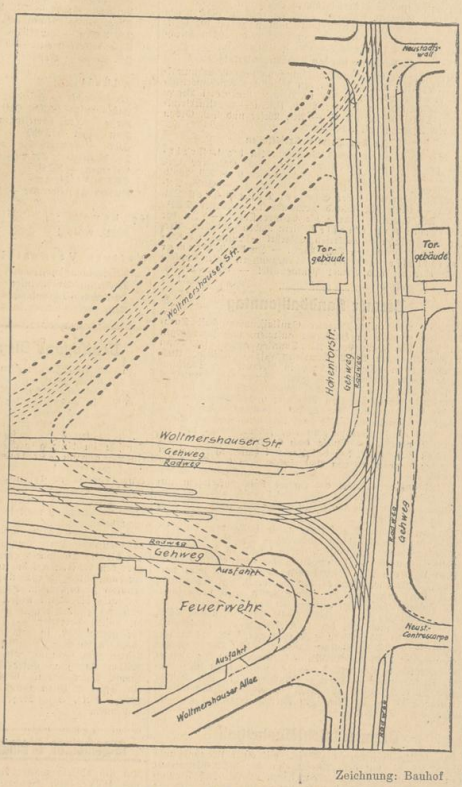 Neustadts-
wall
Tor-
gebäude
Tor-
gebäude
Woltmershauser Str.
Hohentorstr.
Gehweg
Radweg
Woltmershauser Str
Gehweg
Radweg
Radweg
Gehweg
Radweg
Gehweg
Ausfahrt
Feuerwehr
Neust.-
Contrescarpe
Ausfahrt
Woltmershauser Allee
Radweg
Zeichnung: Bauhof